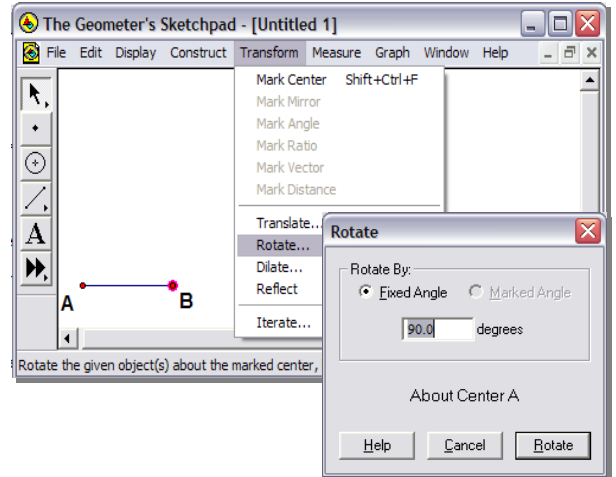 The Geometer's Sketchpad - [Untitled 1]
File Edit Display Construct Transform Measure Graph Window Help
Mark Center Shift+Ctrl+F
Mark Mirror
Mark Angle
Mark Ratio
Mark Vector
Mark Distance
Translate...
Rotate...
Dilate...
Reflect
Iterate...
A
A
B
Rotate the given object(s) about the marked center,
Rotate
Rotate By:
Fixed Angle Marked Angle
90.0 degrees
About Center A
Help Cancel Rotate